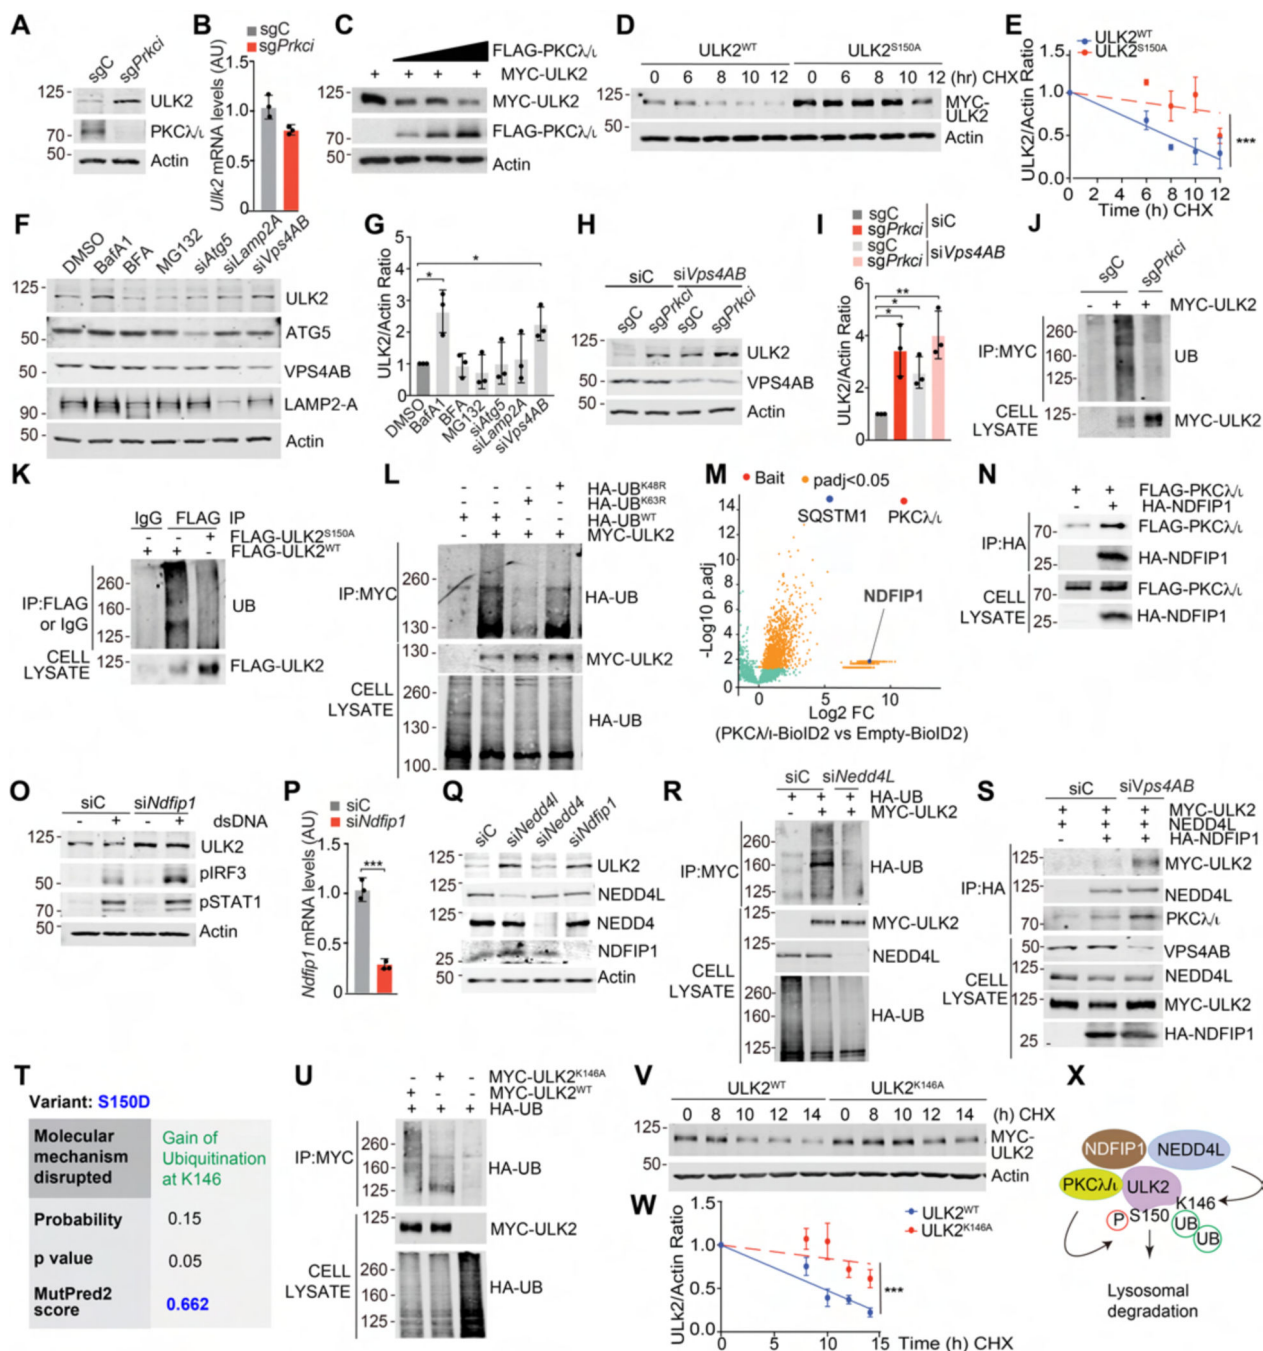 A
sgC
sgPrkci
125
ULK2
70
PKCλ/ι
50
Actin
B
sgC
sgPrkci
Ulk2 mRNA levels (AU)
1.5
1.0
0.5
0
C
FLAG-PKCλ/ι
+ + + + MYC-ULK2
125
MYC-ULK2
70
FLAG-PKCλ/ι
50
Actin
D
ULK2WT ULK2S150A
0 6 8 10 12 0 6 8 10 12 (hr) CHX
125
MYC-ULK2
50
Actin
E
ULK2WT
ULK2S150A
ULK2/Actin Ratio
1.5
1.0
0.5
0.0
***
0 2 4 6 8 10 12
Time (h) CHX
F
DMSO BafA1 BFA MG132 siAtg5 siLamp2A siVps4AB
125
ULK2
50
ATG5
50
VPS4AB
90
LAMP2-A
50
Actin
G
ULK2/Actin Ratio
5
4
3
2
1
0
* *
DMSO BafA1 BFA MG132 siAtg5 siLamp2A siVps4AB
H
siC siVps4AB
sgC sgPrkci sgC sgPrkci
125
ULK2
50
VPS4AB
50
Actin
I
sgC
sgPrkci
siC
sgC
sgPrkci
siVps4AB
ULK2/Actin Ratio
6
4
2
0
**
*
*
J
sgC sgPrkci
- + + MYC-ULK2
IP:MYC
260
160
125
UB
CELL LYSATE
125
MYC-ULK2
K
IgG FLAG IP
+ FLAG-ULK2S150A
+ + FLAG-ULK2WT
IP:FLAG or IgG
260
160
125
UB
CELL LYSATE
125
FLAG-ULK2
L
- - - + HA-UBK48R
- - + - HA-UBK63R
+ + - - HA-UBWT
- + + + MYC-ULK2
IP:MYC
260
130
HA-UB
130
MYC-ULK2
CELL LYSATE
260
130
100
HA-UB
M
Bait padj<0.05
SQSTM1
PKCλ/ι
NDFIP1
-Log10 p.adj
14
12
10
8
6
4
2
0
0 5 10
Log2 FC
(PKCλ/ι-BioID2 vs Empty-BioID2)
N
+ + FLAG-PKCλ/ι
- + HA-NDFIP1
IP:HA
70
FLAG-PKCλ/ι
25
HA-NDFIP1
CELL LYSATE
70
FLAG-PKCλ/ι
25
HA-NDFIP1
O
siC siNdfip1
- + - + dsDNA
125
ULK2
50
pIRF3
70
pSTAT1
50
Actin
P
siC
siNdfip1
Ndfip1 mRNA levels (AU)
1.5
1.0
0.5
0
***
Q
siC siNedd4l siNedd4 siNdfip1
125
ULK2
125
NEDD4L
125
NEDD4
25
NDFIP1
50
Actin
R
siC siNedd4L
+ + + HA-UB
- + + MYC-ULK2
IP:MYC
260
160
125
HA-UB
CELL LYSATE
125
MYC-ULK2
125
NEDD4L
260
160
125
HA-UB
S
siC siVps4AB
+ + + MYC-ULK2
+ + + NEDD4L
- + + HA-NDFIP1
IP:HA
125
MYC-ULK2
125
NEDD4L
70
PKCλ/ι
CELL LYSATE
50
VPS4AB
125
NEDD4L
125
MYC-ULK2
25
HA-NDFIP1
T
Variant: S150D
Molecular mechanism disrupted
Gain of Ubiquitination at K146
Probability 0.15
p value 0.05
MutPred2 score 0.662
U
- + - MYC-ULK2K146A
+ - - MYC-ULK2WT
+ + + HA-UB
IP:MYC
260
160
125
HA-UB
CELL LYSATE
125
MYC-ULK2
260
160
125
HA-UB
V
ULK2WT ULK2K146A
0 8 10 12 14 0 8 10 12 14 (h) CHX
125
MYC-ULK2
50
Actin
W
ULK2WT
ULK2K146A
ULK2/Actin Ratio
1.5
1.0
0.5
0.0
***
0 5 10 15
Time (h) CHX
X
NDFIP1 NEDD4L
PKCλ/ι ULK2
K146
P S150 UB
UB
Lysosomal
degradation